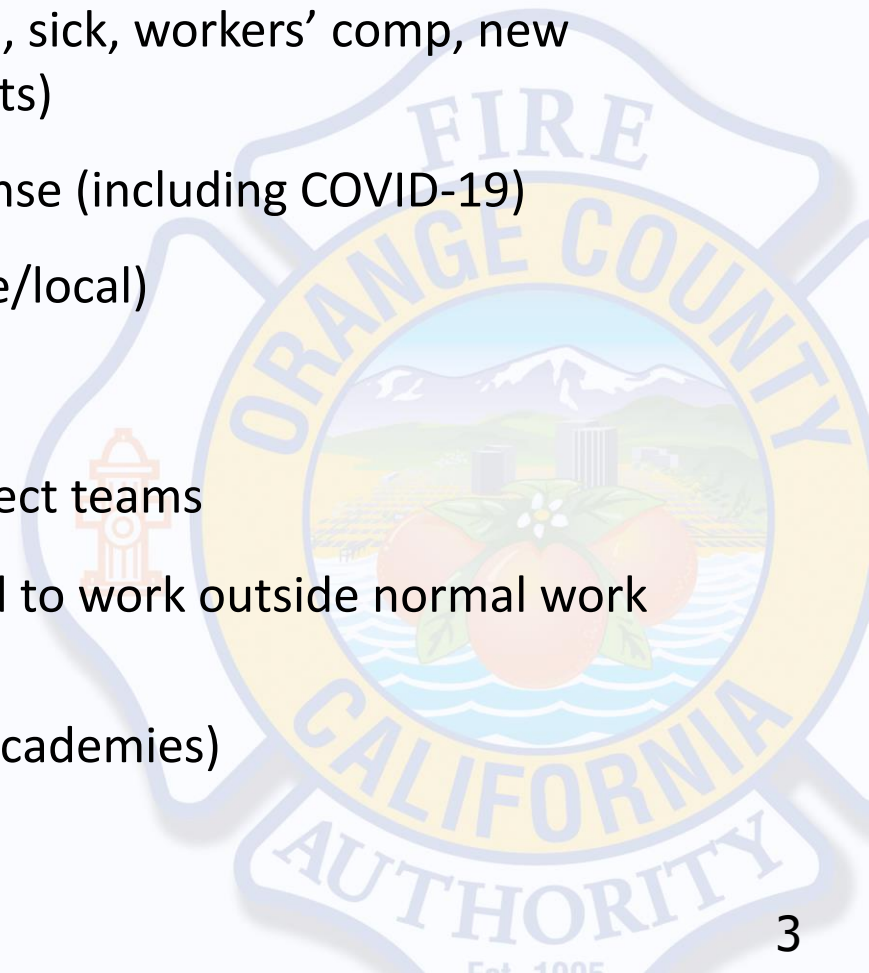 , sick, workers’ comp, new
ts)
nse (including COVID-19)
e/local)
ect teams
l to work outside normal work
cademies)
FIRE
ORANGE COUNTY
CALIFORNIA
AUTHORITY
3